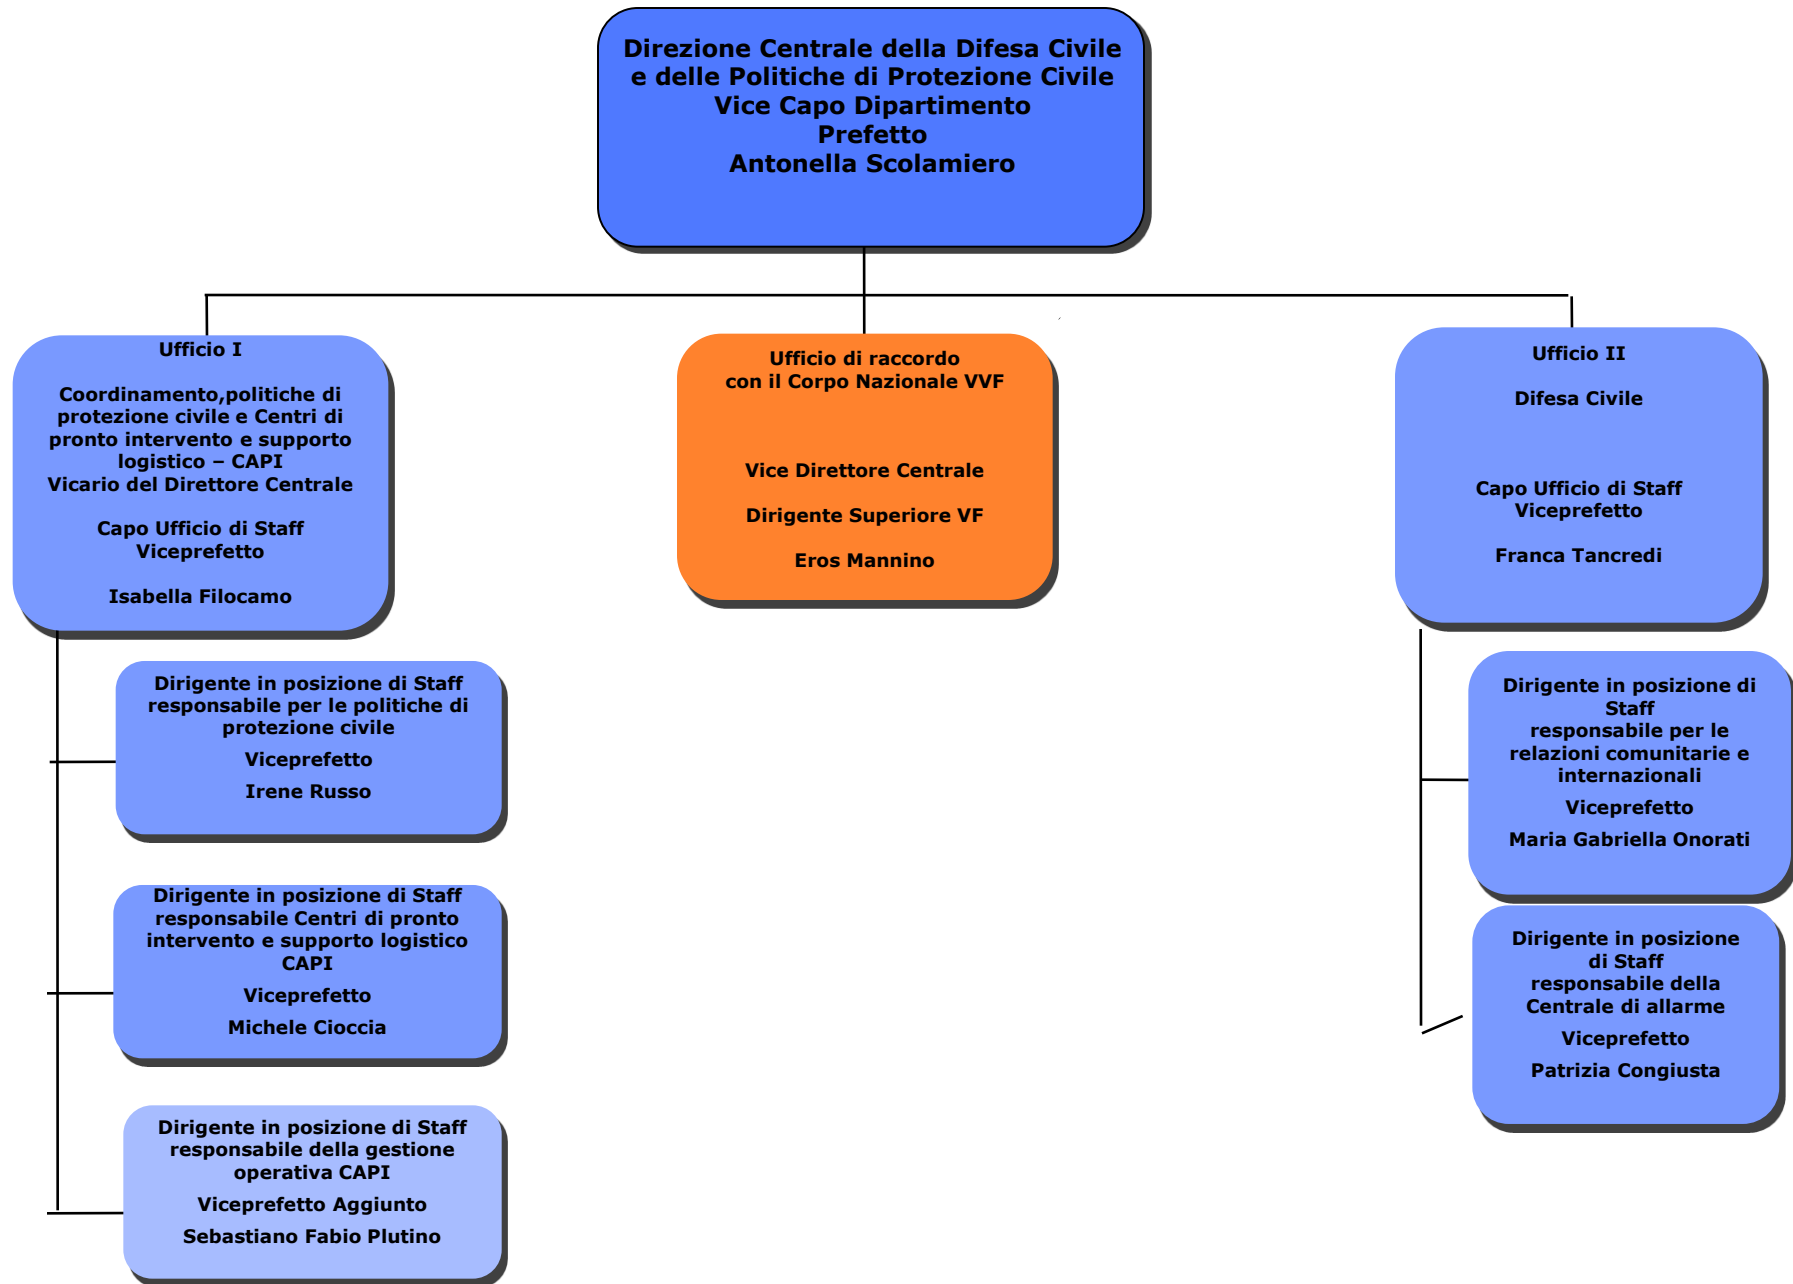 Direzione Centrale della Difesa Civile
e delle Politiche di Protezione Civile
Vice Capo Dipartimento
Prefetto
Antonella Scolamiero
Ufficio I
Coordinamento,politiche di
protezione civile e Centri di
pronto intervento e supporto
logistico – CAPI
Vicario del Direttore Centrale
Capo Ufficio di Staff
Viceprefetto
Isabella Filocamo
Ufficio di raccordo
con il Corpo Nazionale VVF
Vice Direttore Centrale
Dirigente Superiore VF
Eros Mannino
Ufficio II
Difesa Civile
Capo Ufficio di Staff
Viceprefetto
Franca Tancredi
Dirigente in posizione di Staff
responsabile per le politiche di
protezione civile
Viceprefetto
Irene Russo
Dirigente in posizione di Staff
responsabile Centri di pronto
intervento e supporto logistico
CAPI
Viceprefetto
Michele Cioccia
Dirigente in posizione di Staff
responsabile della gestione
operativa CAPI
Viceprefetto Aggiunto
Sebastiano Fabio Plutino
Dirigente in posizione di
Staff
responsabile per le
relazioni comunitarie e
internazionali
Viceprefetto
Maria Gabriella Onorati
Dirigente in posizione
di Staff
responsabile della
Centrale di allarme
Viceprefetto
Patrizia Congiusta